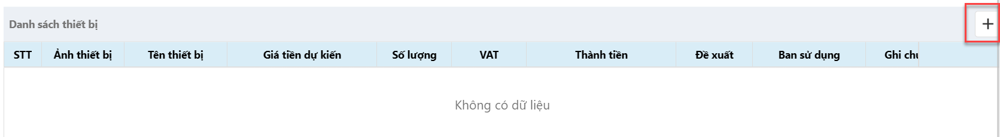 Danh sách thiết bị
STT Ảnh thiết bị Tên thiết bị Giá tiền dự kiến Số lượng VAT Thành tiền Đề xuất Ban sử dụng Ghi chú
Không có dữ liệu